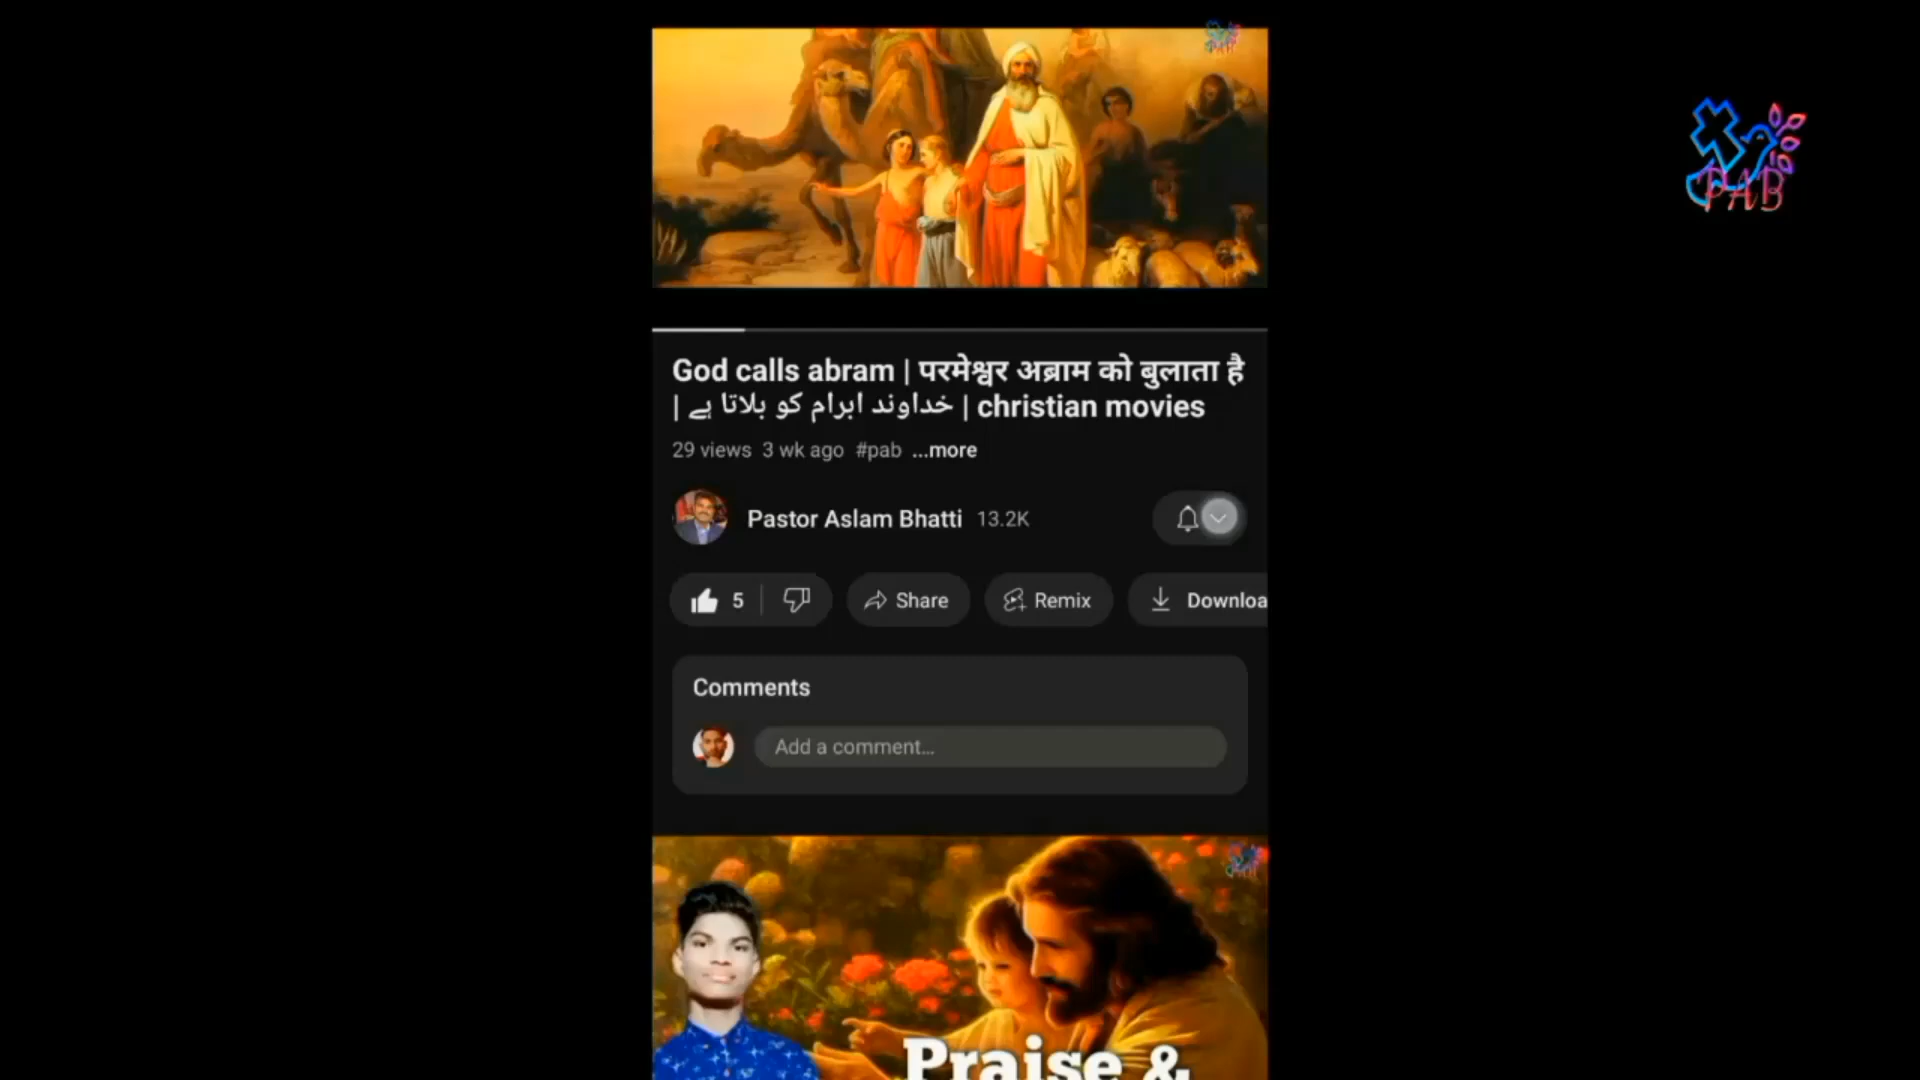 PAB
God calls abram | परमेश्वर अब्राम को बुलाता है
| خداوند ابرام کو بلاتا ہے | christian movies
29 views 3 wk ago #pab ...more
Pastor Aslam Bhatti 13.2K
5 Share Remix Downloa
Comments
Add a comment...
Praise &